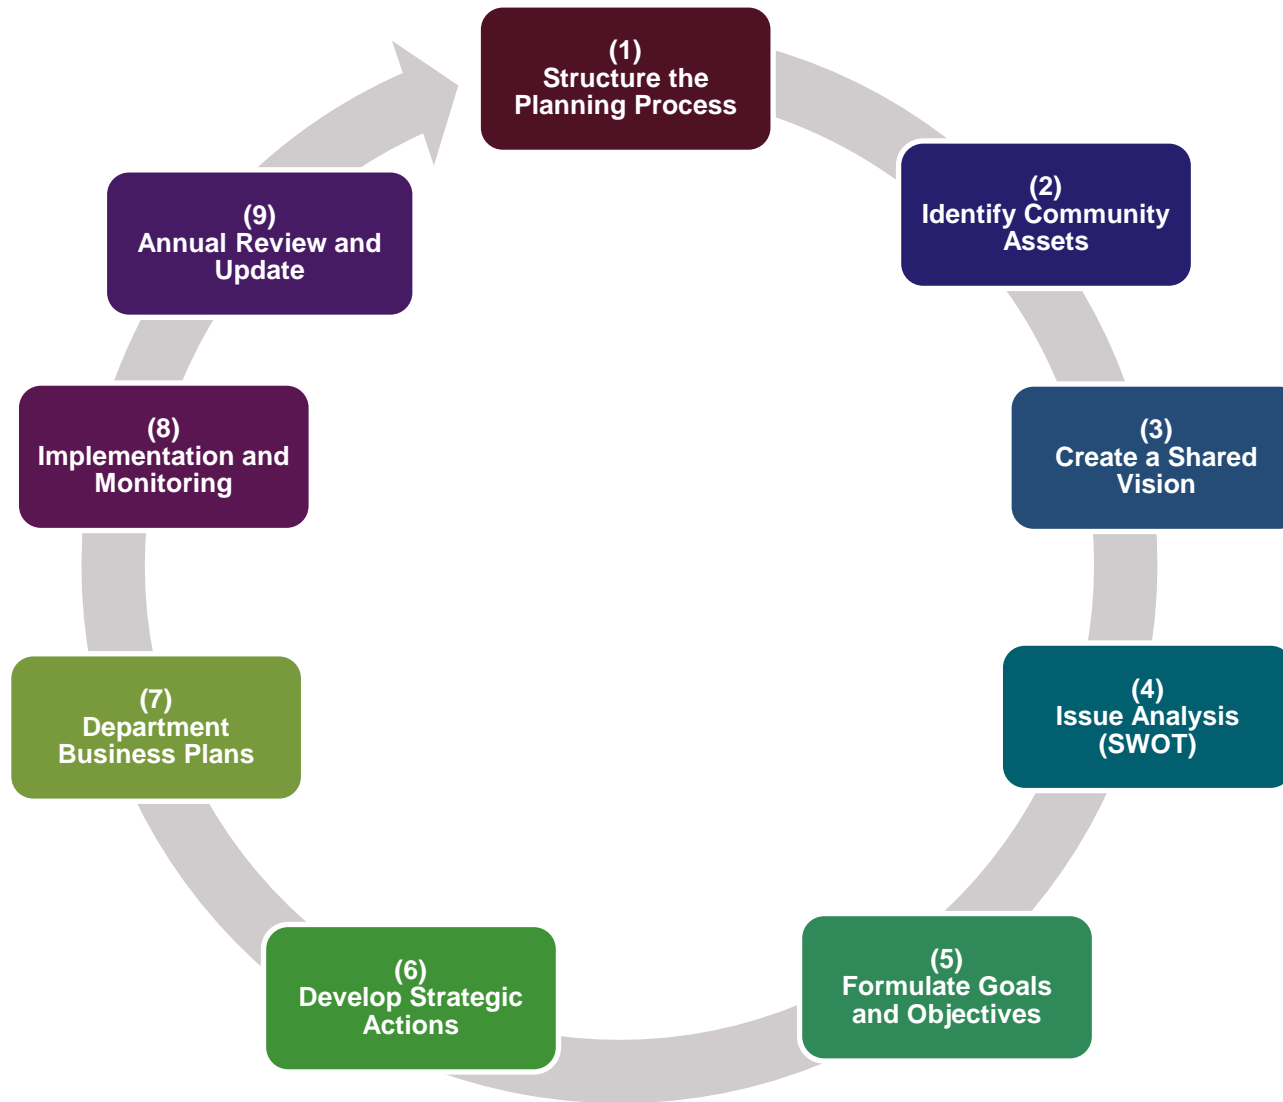 (1)
Structure the
Planning Process
(2)
Identify Community
Assets
(3)
Create a Shared
Vision
(4)
Issue Analysis
(SWOT)
(5)
Formulate Goals
and Objectives
(6)
Develop Strategic
Actions
(7)
Department
Business Plans
(8)
Implementation and
Monitoring
(9)
Annual Review and
Update